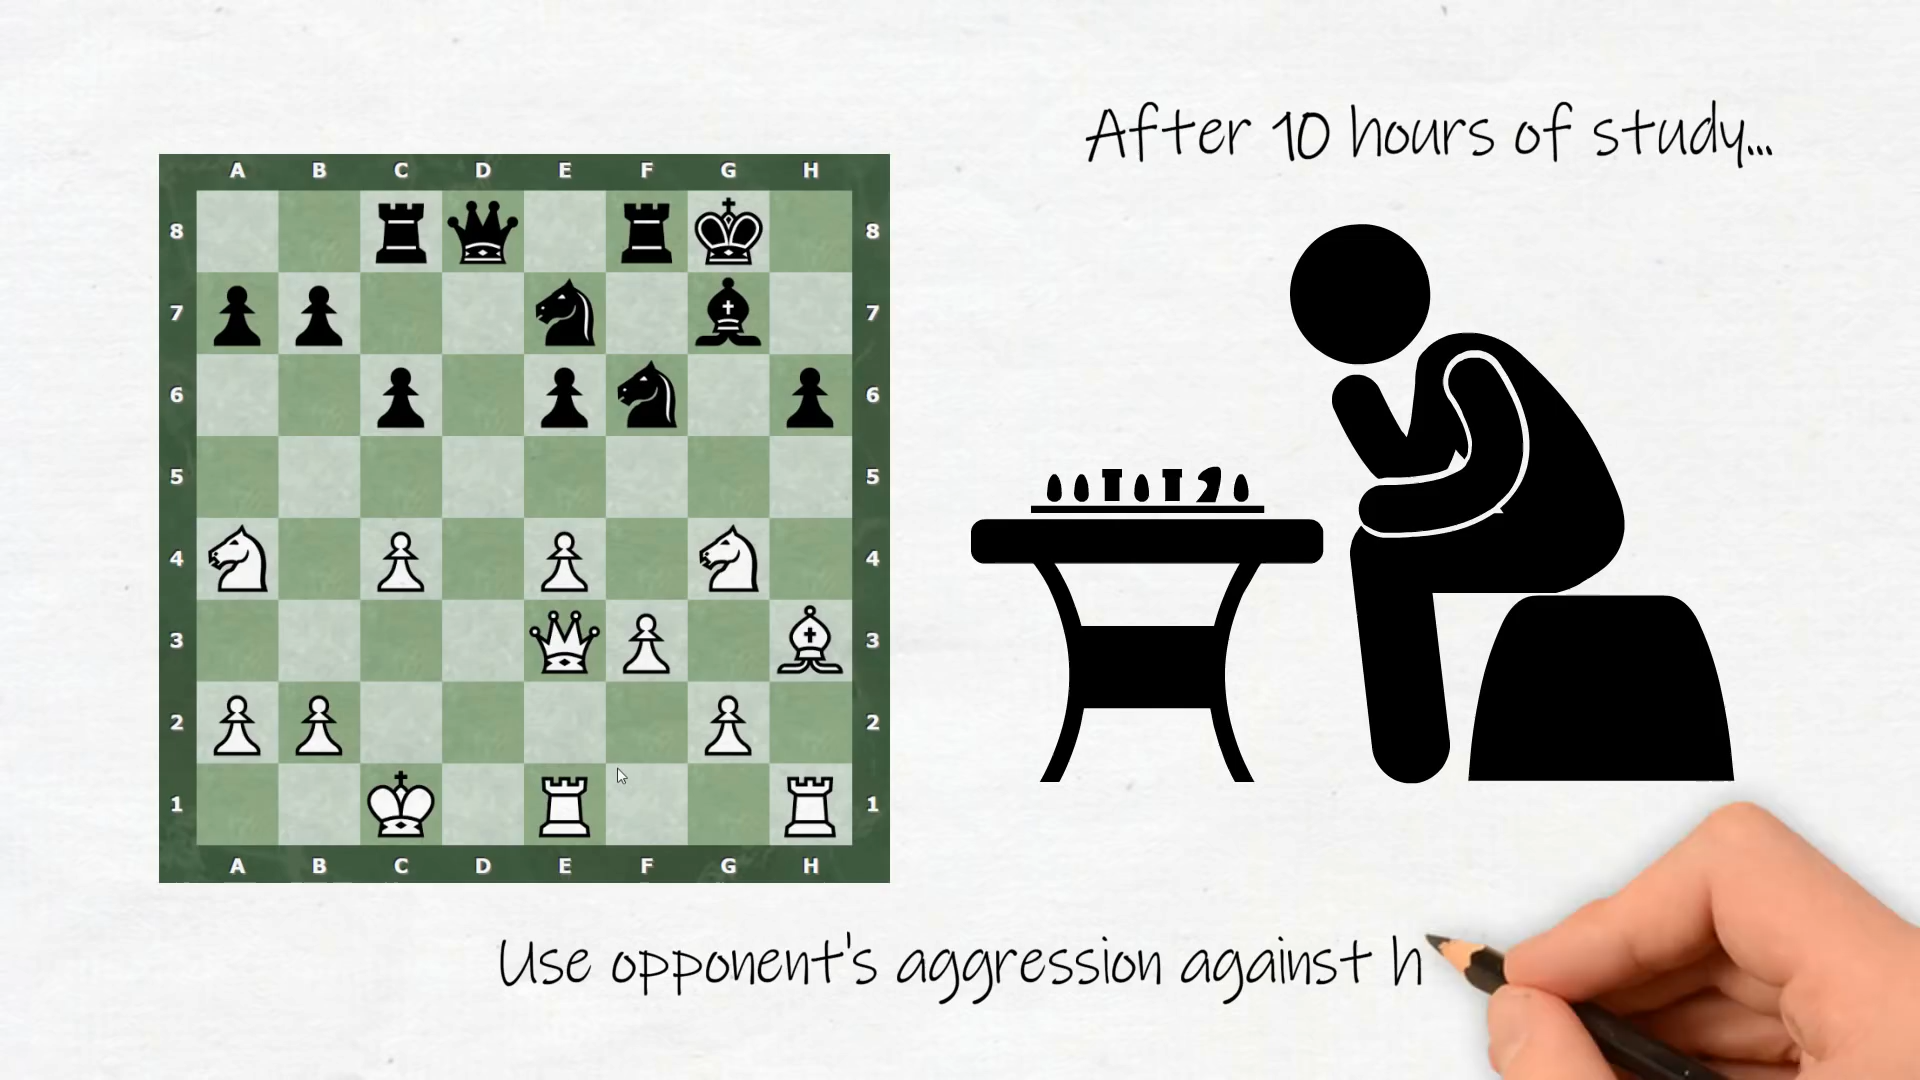 After 10 hours of study...
A B C D E F G H
8 8
7 7
6 6
5 5
4 4
3 3
2 2
1 1
A B C D E F G H
Use opponent's aggression against h